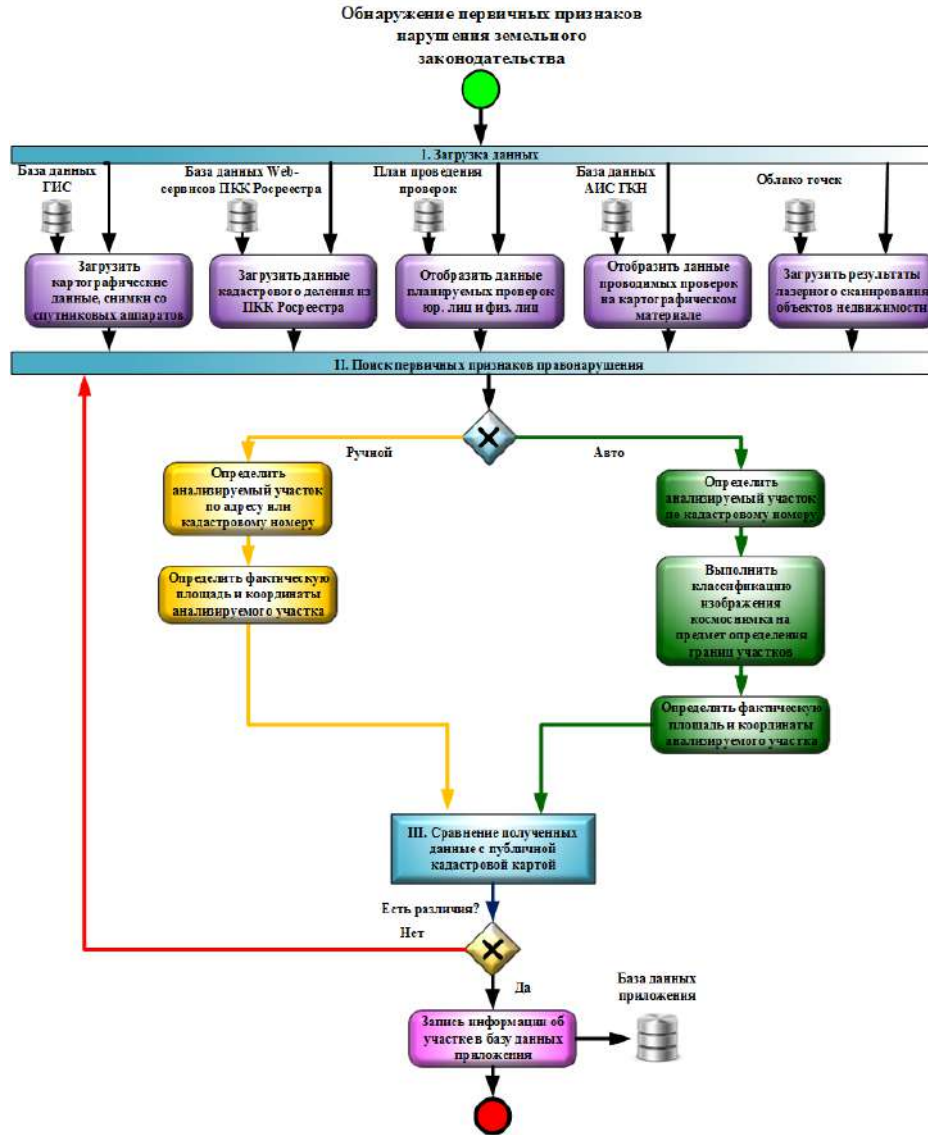 Обнаружение первичных признаков
нарушения земельного
законодательства
I. Загрузка данных
База данных
ГИС
База данных Web-
сервисов ПКК Росреестра
План проведения
проверок
База данных
АИС ГКН
Облако точек
Загрузить
картографические
данные, снимки со
спутниковых аппаратов
Загрузить данные
кадастрового деления из
ПКК Росреестра
Отобразить данные
планируемых проверок
юр. лиц и физ. лиц
Отобразить данные
проводимых проверок
на картографическом
материале
Загрузить результаты
лазерного сканирования
объектов недвижимости
II. Поиск первичных признаков правонарушения
Ручной
Авто
Определить
анализируемый участок
по адресу или
кадастровому номеру
Определить фактическую
площадь и координаты
анализируемого участка
Определить
анализируемый участок
по кадастровому номеру
Выполнить
классификацию
изображения
космоснимка на
предмет определения
границ участков
Определить фактическую
площадь и координаты
анализируемого участка
III. Сравнение полученных
данные с публичной
кадастровой картой
Есть различия?
Нет
Да
Запись информации об
участке в базу данных
приложения
База данных
приложения